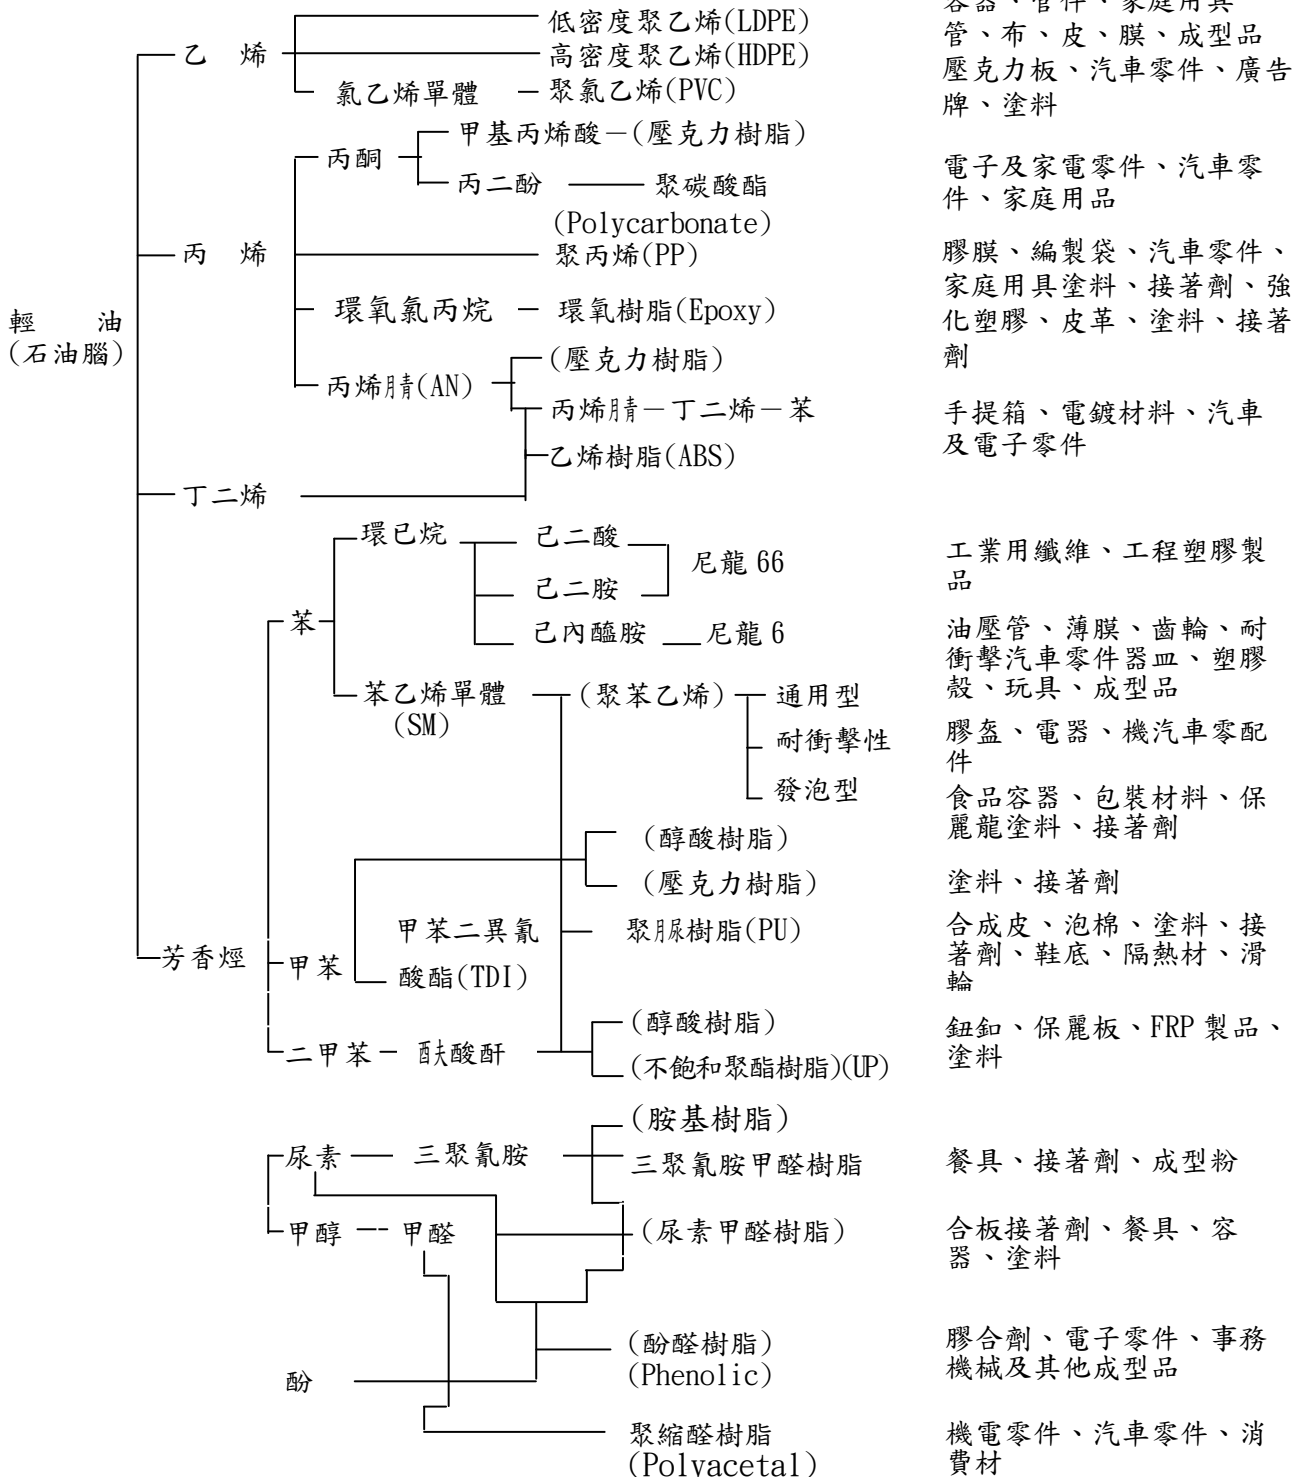 容器、管件、家庭用具
低密度聚乙烯(LDPE)
管、布、皮、膜、成型品
乙 烯
高密度聚乙烯(HDPE)
壓克力板、汽車零件、廣告
氯乙烯單體
聚氯乙烯(PVC)
牌、塗料
甲基丙烯酸－(壓克力樹脂)
丙酮
電子及家電零件、汽車零
丙二酚
聚碳酸酯
件、家庭用品
(Polycarbonate)
丙 烯
聚丙烯(PP)
膠膜、編製袋、汽車零件、
家庭用具塗料、接著劑、強
環氧氯丙烷
環氧樹脂(Epoxy)
化塑膠、皮革、塗料、接著
劑
輕 油
(石油腦)
(壓克力樹脂)
丙烯腈(AN)
丙烯腈－丁二烯－苯
手提箱、電鍍材料、汽車
乙烯樹脂(ABS)
及電子零件
丁二烯
環已烷
己二酸
尼龍 66
工業用纖維、工程塑膠製
品
己二胺
苯
己內醯胺
尼龍 6
油壓管、薄膜、齒輪、耐
衝擊汽車零件器皿、塑膠
殼、玩具、成型品
苯乙烯單體
(SM)
(聚苯乙烯)
通用型
耐衝擊性
膠盔、電器、機汽車零配
件
發泡型
食品容器、包裝材料、保
麗龍塗料、接著劑
(醇酸樹脂)
(壓克力樹脂)
塗料、接著劑
甲苯二異氰
聚尿樹脂(PU)
合成皮、泡棉、塗料、接
著劑、鞋底、隔熱材、滑
輪
芳香烴
甲苯
酸酯(TDI)
(醇酸樹脂)
鈕釦、保麗板、FRP 製品、
塗料
二甲苯－
酞酸酐
(不飽和聚酯樹脂)(UP)
(胺基樹脂)
尿素
三聚氰胺
三聚氰胺甲醛樹脂
餐具、接著劑、成型粉
甲醇
甲醛
(尿素甲醛樹脂)
合板接著劑、餐具、容
器、塗料
(酚醛樹脂)
(Phenolic)
膠合劑、電子零件、事務
機械及其他成型品
酚
聚縮醛樹脂
(Polyacetal)
機電零件、汽車零件、消
費材